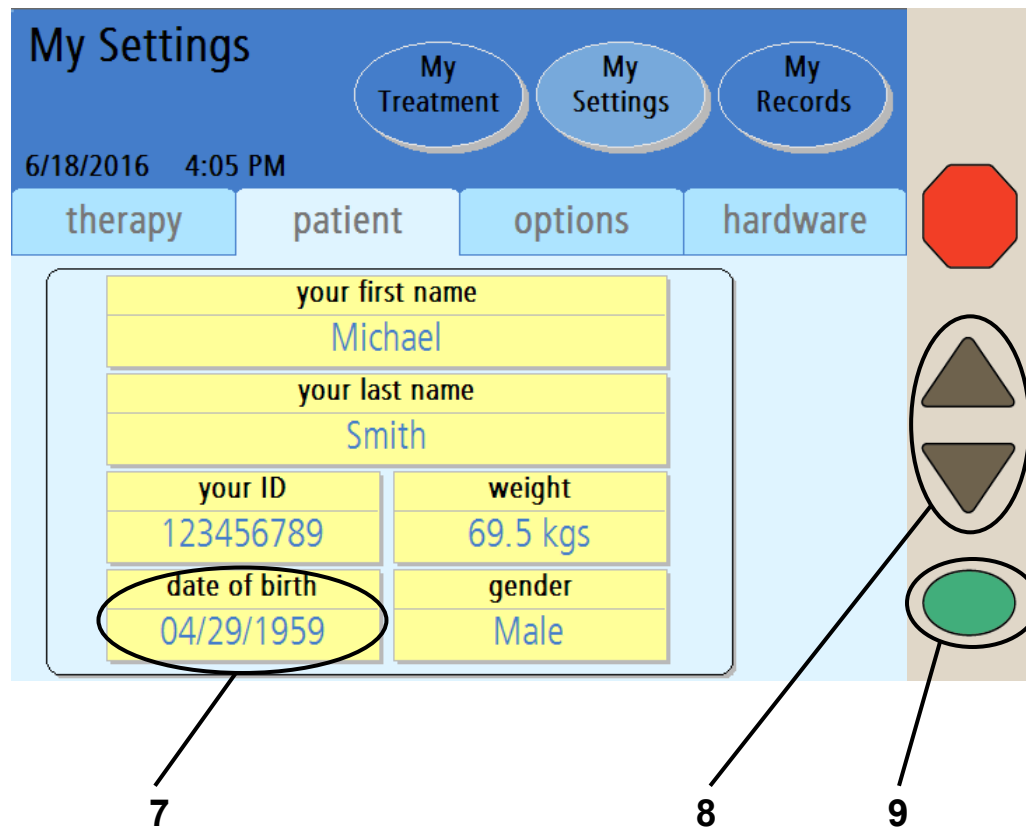 My Settings
My
Treatment
My
Settings
My
Records
6/18/2016 4:05 PM
therapy patient options hardware
your first name
Michael
your last name
Smith
your ID weight
123456789 69.5 kgs
date of birth gender
04/29/1959 Male
7 8 9